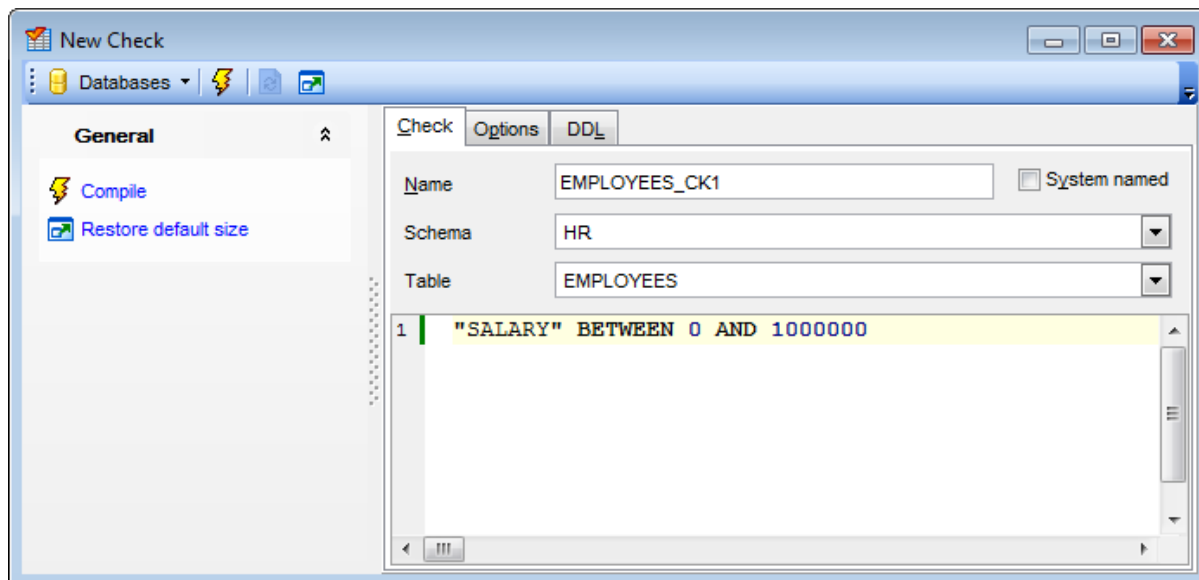 New Check
Databases
General
Compile
Restore default size
Check Options DDL
Name EMPLOYEES_CK1 System named
Schema HR
Table EMPLOYEES
1 "SALARY" BETWEEN 0 AND 1000000